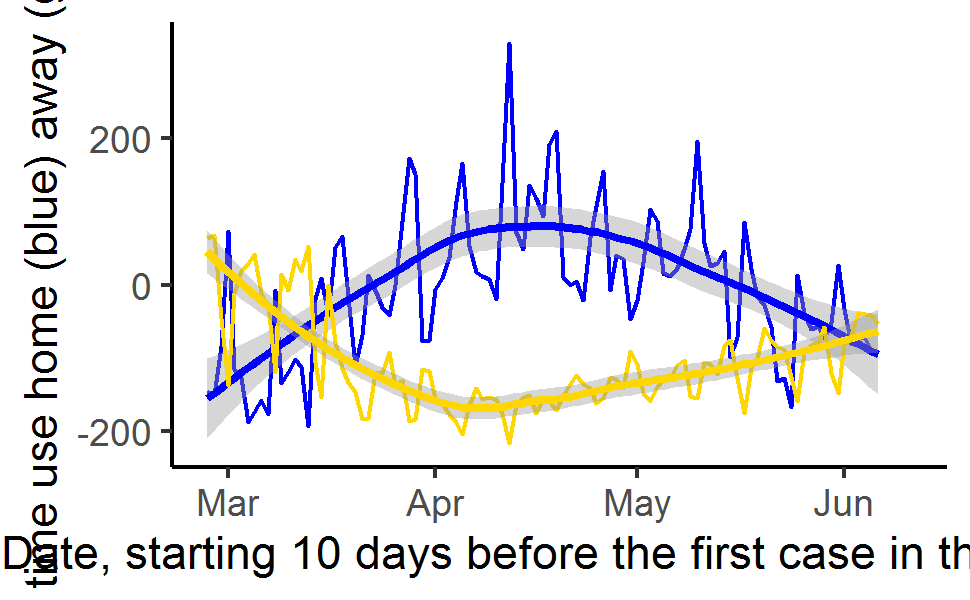 time use home (blue) away (
200
0
-200
Mar Apr May Jun
Date, starting 10 days before the first case in th